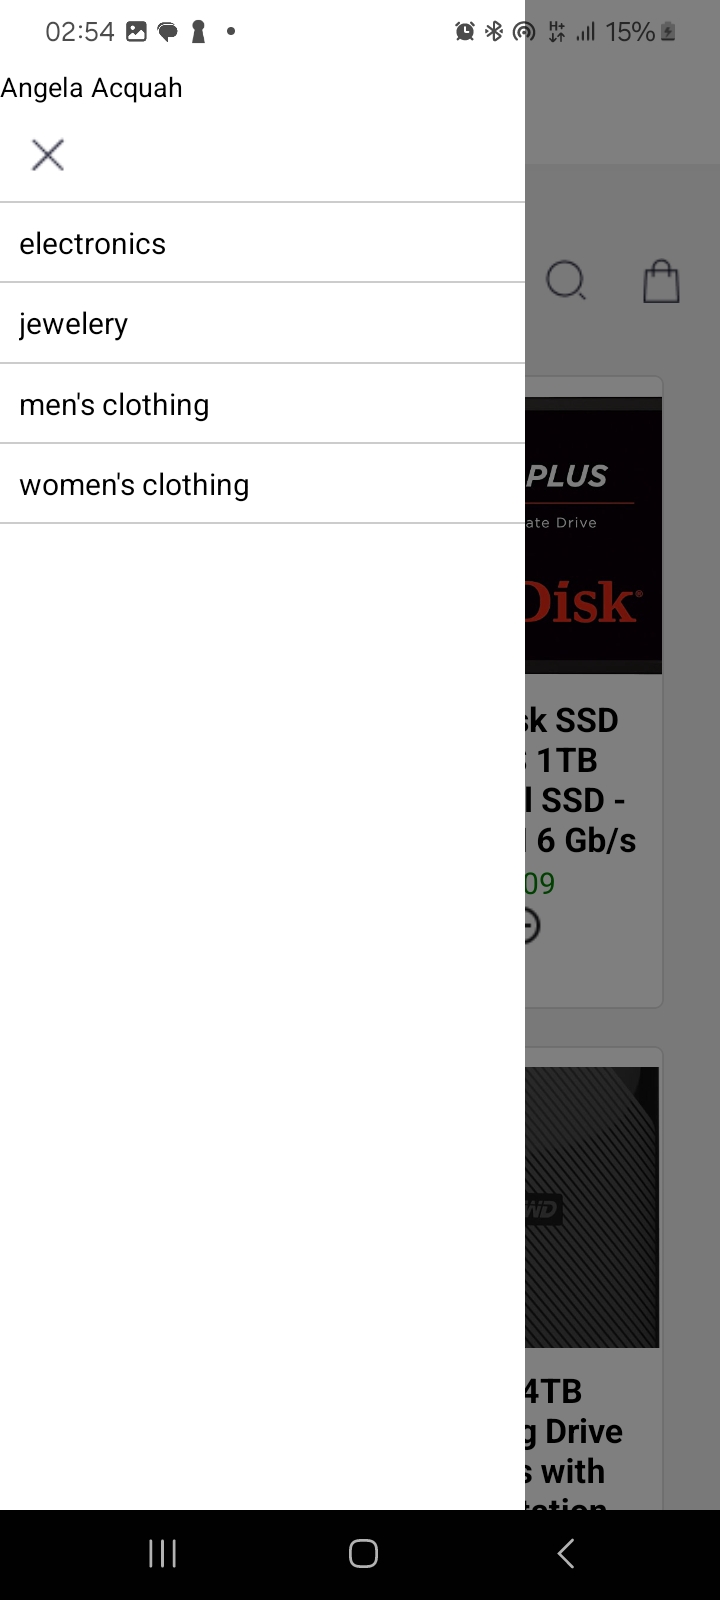 02:54
15%
Angela Acquah
electronics
jewelery
men's clothing
women's clothing
PLUS
ate Drive
Disk
sk SSD
1TB
SSD -
6 Gb/s
09
WD
4TB
g Drive
s with